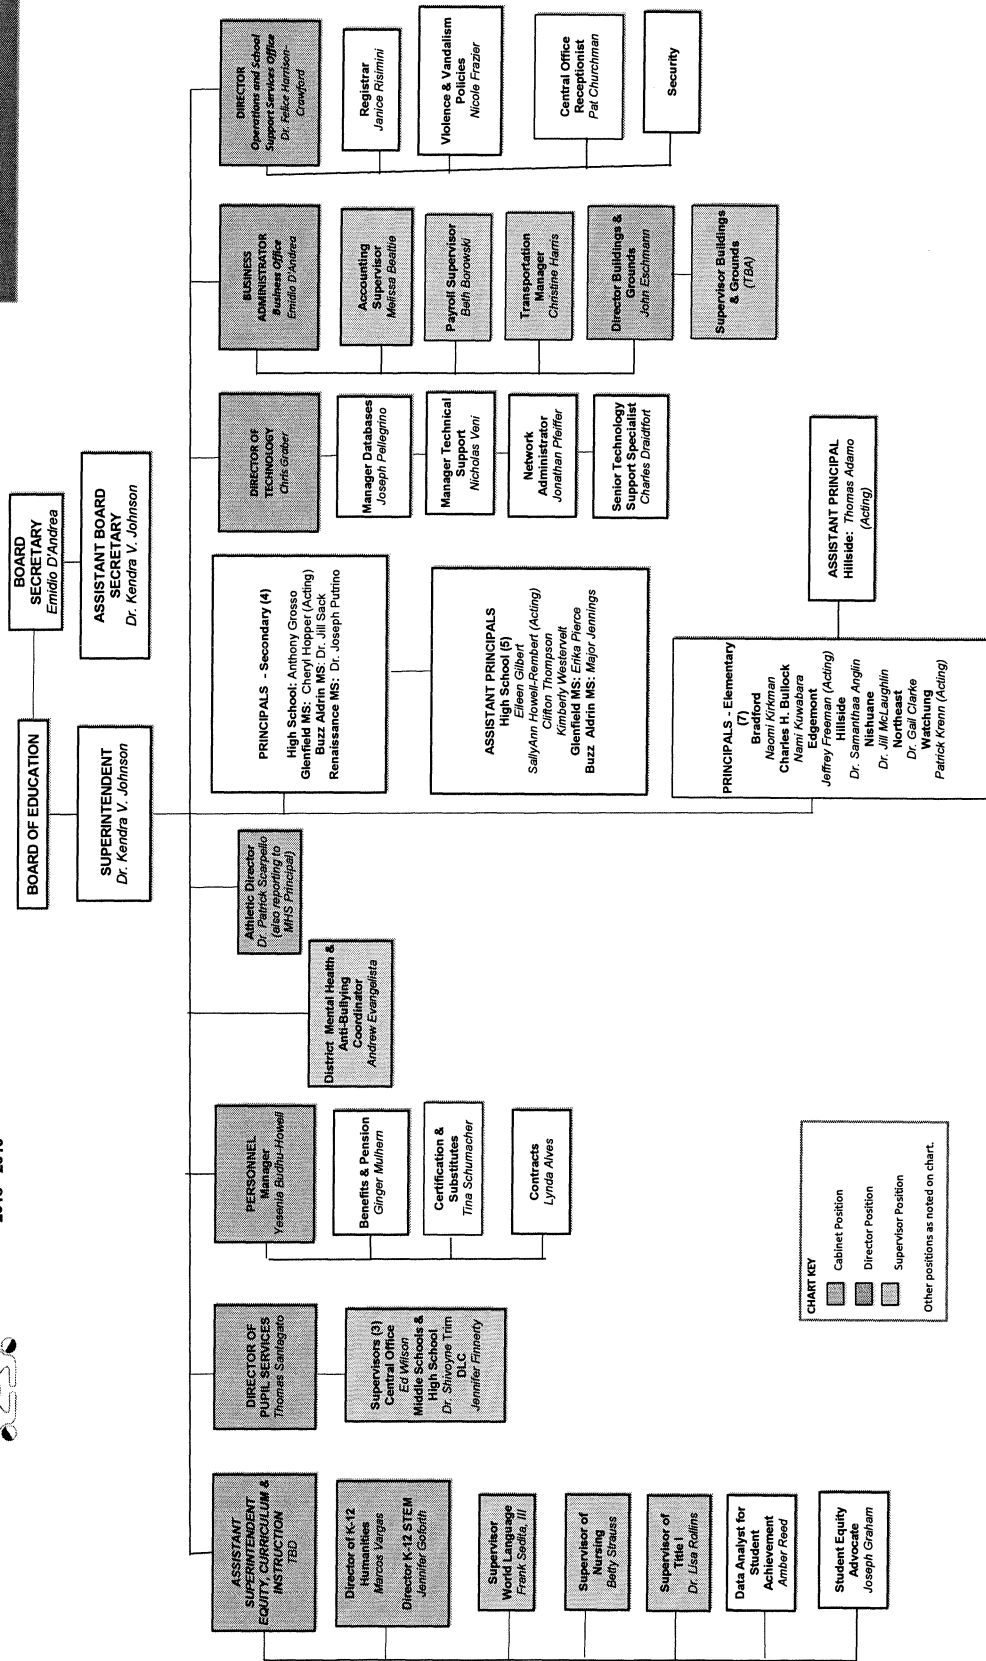 BOARD OF EDUCATION
BOARD
SECRETARY
Emidio D'Andrea
SUPERINTENDENT
Dr. Kendra V. Johnson
ASSISTANT BOARD
SECRETARY
Dr. Kendra V. Johnson
ASSISTANT
SUPERINTENDENT
EQUITY, CURRICULUM &
INSTRUCTION
TBD
Director of K-12
Humanities
Marcos Vargas
Director K-12 STEM
Jennifer Goforth
Supervisor
World Language
Frank Sedita, III
Supervisor of
Nursing
Betty Strauss
Supervisor of
Title I
Dr. Lisa Rollins
Data Analyst for
Student
Achievement
Amber Reed
Student Equity
Advocate
Joseph Graham
DIRECTOR OF
PUPIL SERVICES
Thomas Santagato
Supervisors (3)
Central Office
Ed Wilson
Middle Schools &
High School
Dr. Shivoyne Trim
DLC
Jennifer Finnerty
PERSONNEL
Manager
Yesenia Budhu-Howell
Benefits & Pension
Ginger Mulhern
Certification &
Substitutes
Tina Schumacher
Contracts
Lynda Alves
District Mental Health &
Anti-Bullying
Coordinator
Andrew Evangelista
Athletic Director
Dr. Patrick Scarpello
(also reporting to
MHS Principal)
PRINCIPALS - Secondary (4)
High School: Anthony Grosso
Glenfield MS: Cheryl Hopper (Acting)
Buzz Aldrin MS: Dr. Jill Sack
Renaissance MS: Dr. Joseph Putrino
ASSISTANT PRINCIPALS
High School (5)
Eileen Gilbert
SallyAnn Howell-Rembert (Acting)
Clifton Thompson
Kimberly Westervelt
Glenfield MS: Erika Pierce
Buzz Aldrin MS: Major Jennings
PRINCIPALS - Elementary
(7)
Bradford
Naomi Kirkman
Charles H. Bullock
Nami Kuwabara
Edgemont
Jeffrey Freeman (Acting)
Hillside
Dr. Samanthaa Anglin
Nishuane
Dr. Jill McLaughlin
Northeast
Dr. Gail Clarke
Watchung
Patrick Krenn (Acting)
ASSISTANT PRINCIPAL
Hillside: Thomas Adamo
(Acting)
DIRECTOR OF
TECHNOLOGY
Chris Graber
Manager Databases
Joseph Pellegrino
Manager Technical
Support
Nicholas Veni
Network
Administrator
Jonathan Pfeiffer
Senior Technology
Support Specialist
Charles Draidtfort
BUSINESS
ADMINISTRATOR
Business Office
Emidio D'Andrea
Accounting
Supervisor
Melissa Beattie
Payroll Supervisor
Beth Borowski
Transportation
Manager
Christine Harris
Director Buildings &
Grounds
John Eschmann
Supervisor Buildings
& Grounds
(TBA)
DIRECTOR
Operations and School
Support Services Office
Dr. Felice Harrison-
Crawford
Registrar
Janice Risimini
Violence & Vandalism
Policies
Nicole Frazier
Central Office
Receptionist
Pat Churchman
Security
CHART KEY
Cabinet Position
Director Position
Supervisor Position
Other positions as noted on chart.